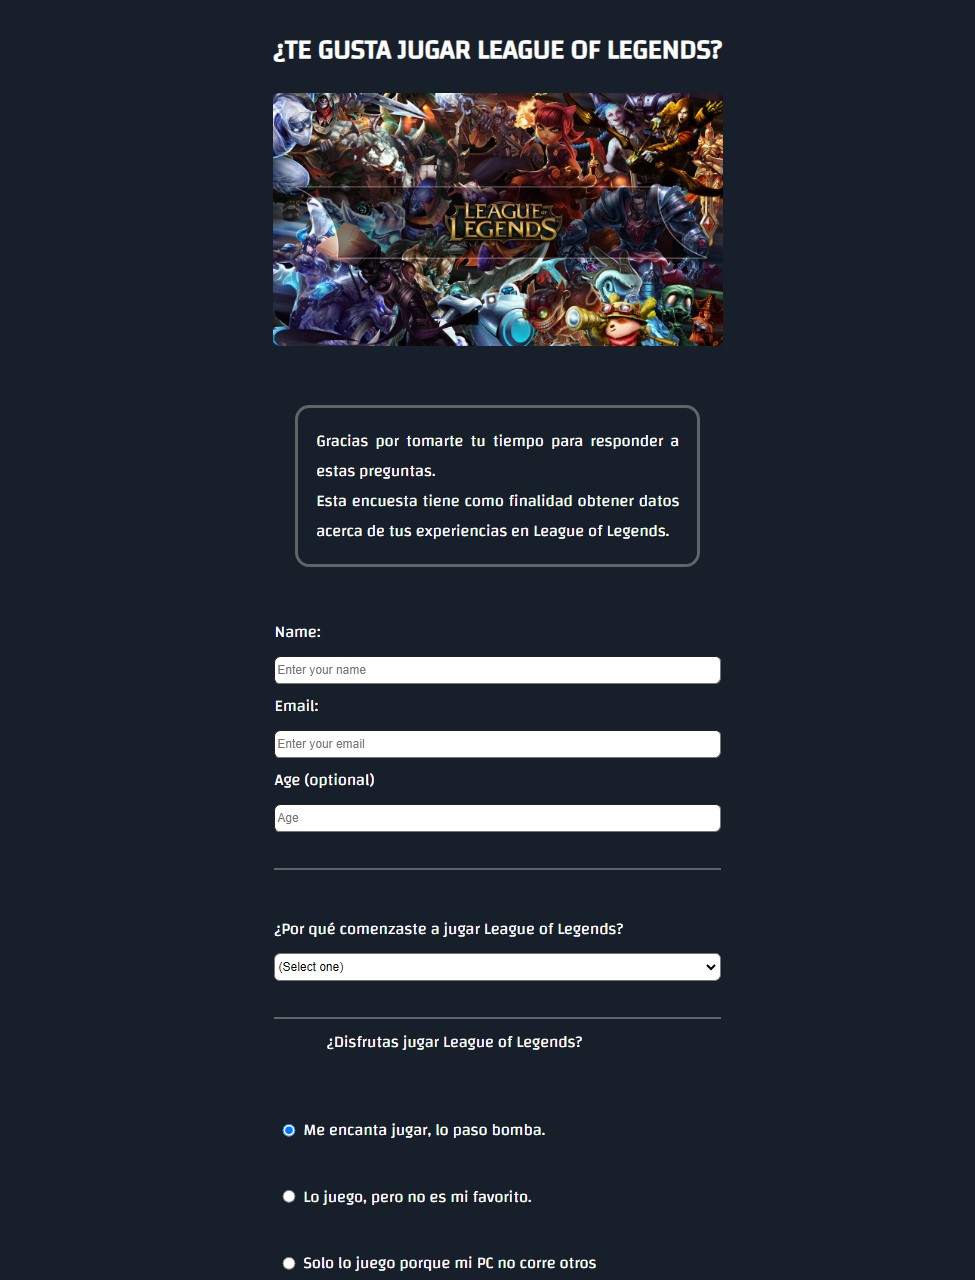 ¿TE GUSTA JUGAR LEAGUE OF LEGENDS?
LEAGUE OF
LEGENDS
Gracias por tomarte tu tiempo para responder a
estas preguntas.
Esta encuesta tiene como finalidad obtener datos
acerca de tus experiencias en League of Legends.
Name:
Enter your name
Email:
Enter your email
Age (optional)
Age
¿Por qué comenzaste a jugar League of Legends?
(Select one)
¿Disfrutas jugar League of Legends?
Me encanta jugar, lo paso bomba.
Lo juego, pero no es mi favorito.
Solo lo juego porque mi PC no corre otros